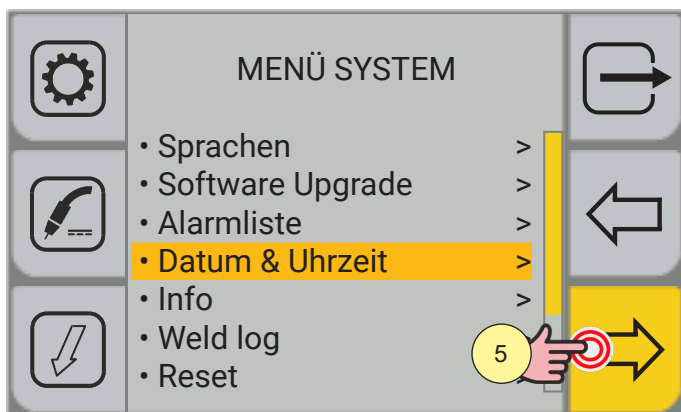 MENÜ SYSTEM
• Sprachen >
• Software Upgrade >
• Alarmliste >
• Datum & Uhrzeit >
• Info >
• Weld log
• Reset >
5